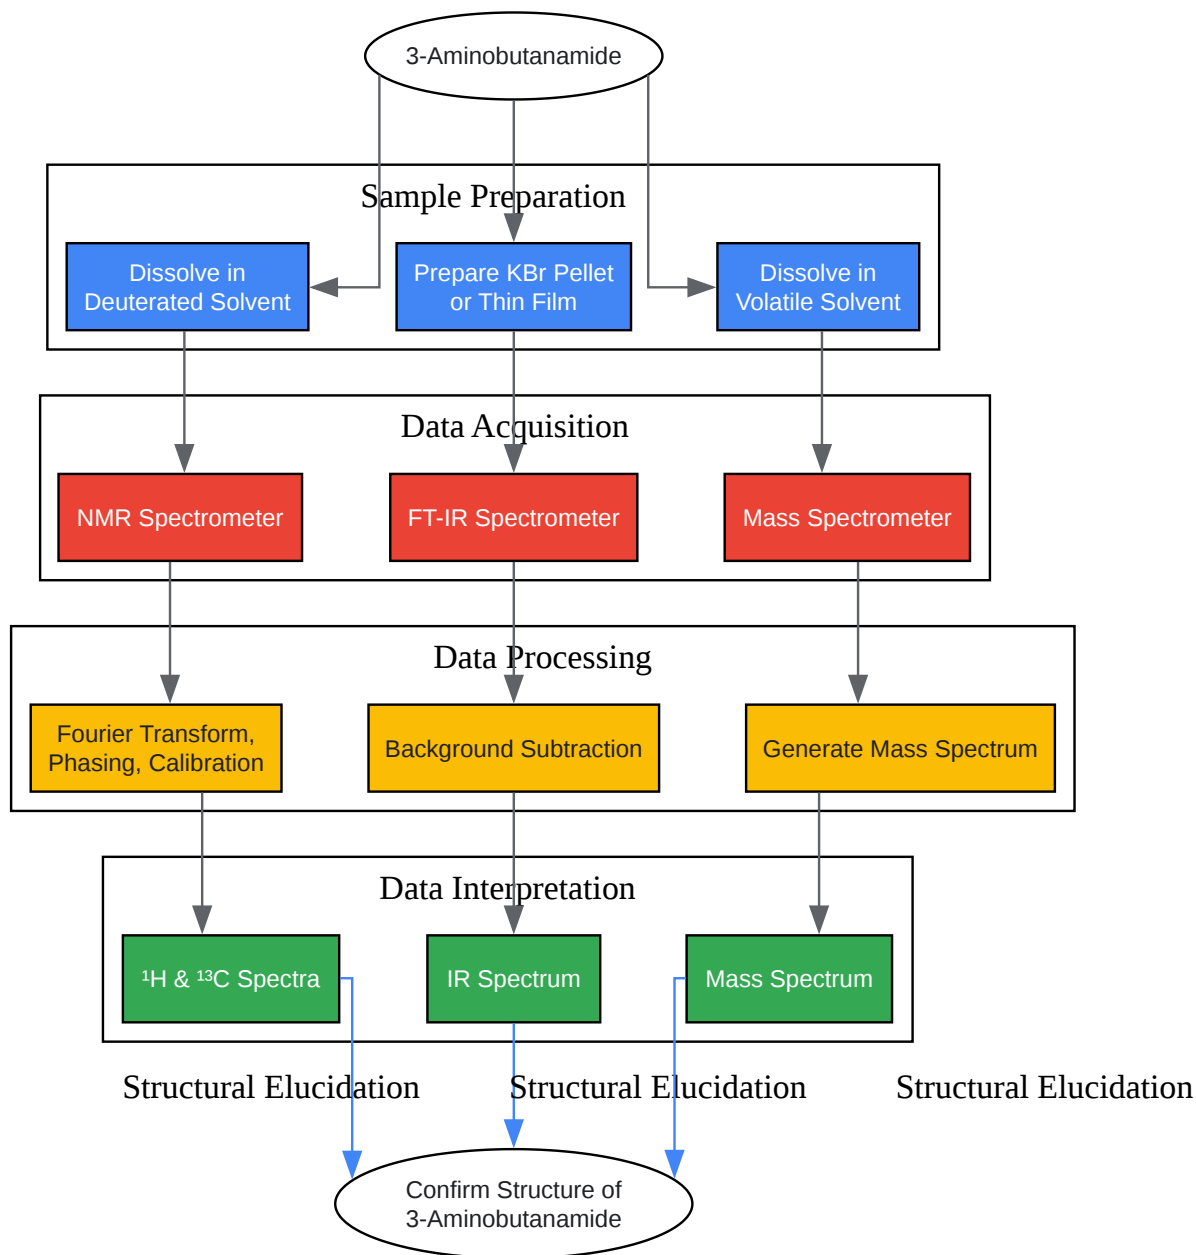 3-Aminobutanamide
Sample Preparation
Dissolve in
Deuterated Solvent
Prepare KBr Pellet
or Thin Film
Dissolve in
Volatile Solvent
Data Acquisition
NMR Spectrometer
FT-IR Spectrometer
Mass Spectrometer
Data Processing
Fourier Transform,
Phasing, Calibration
Background Subtraction
Generate Mass Spectrum
Data Interpretation
¹H & ¹³C Spectra
IR Spectrum
Mass Spectrum
Structural Elucidation
Structural Elucidation
Structural Elucidation
Confirm Structure of
3-Aminobutanamide